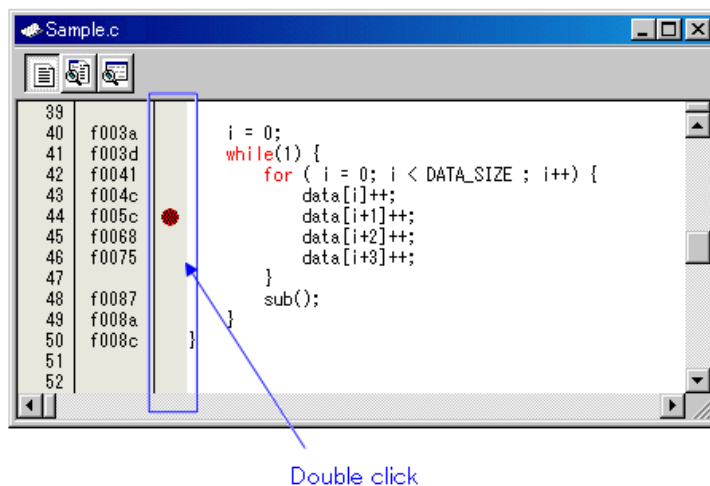 Sample.c
39
40 f003a i = 0;
41 f003d while(1) {
42 f0041 for ( i = 0; i < DATA_SIZE ; i++) {
43 f004c data[i]++;
44 f005c data[i+1]++;
45 f0068 data[i+2]++;
46 f0075 data[i+3]++;
47 }
48 f0087 sub();
49 f008a }
50 f008c }
51
52
Double click